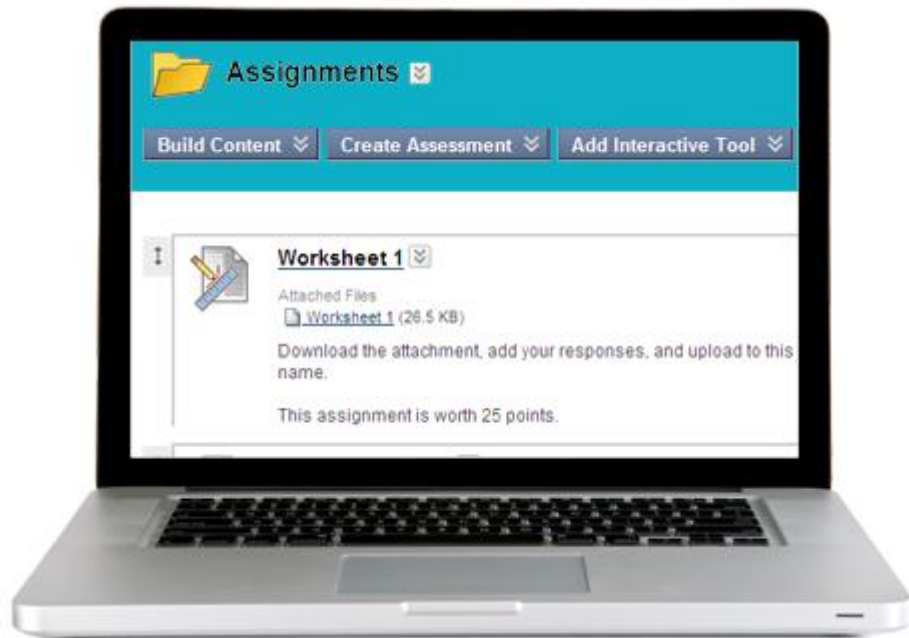 Assignments
Build Content Create Assessment Add Interactive Tool
Worksheet 1
Attached Files
Worksheet 1 (26.5 KB)
Download the attachment, add your responses, and upload to this
name.
This assignment is worth 25 points.